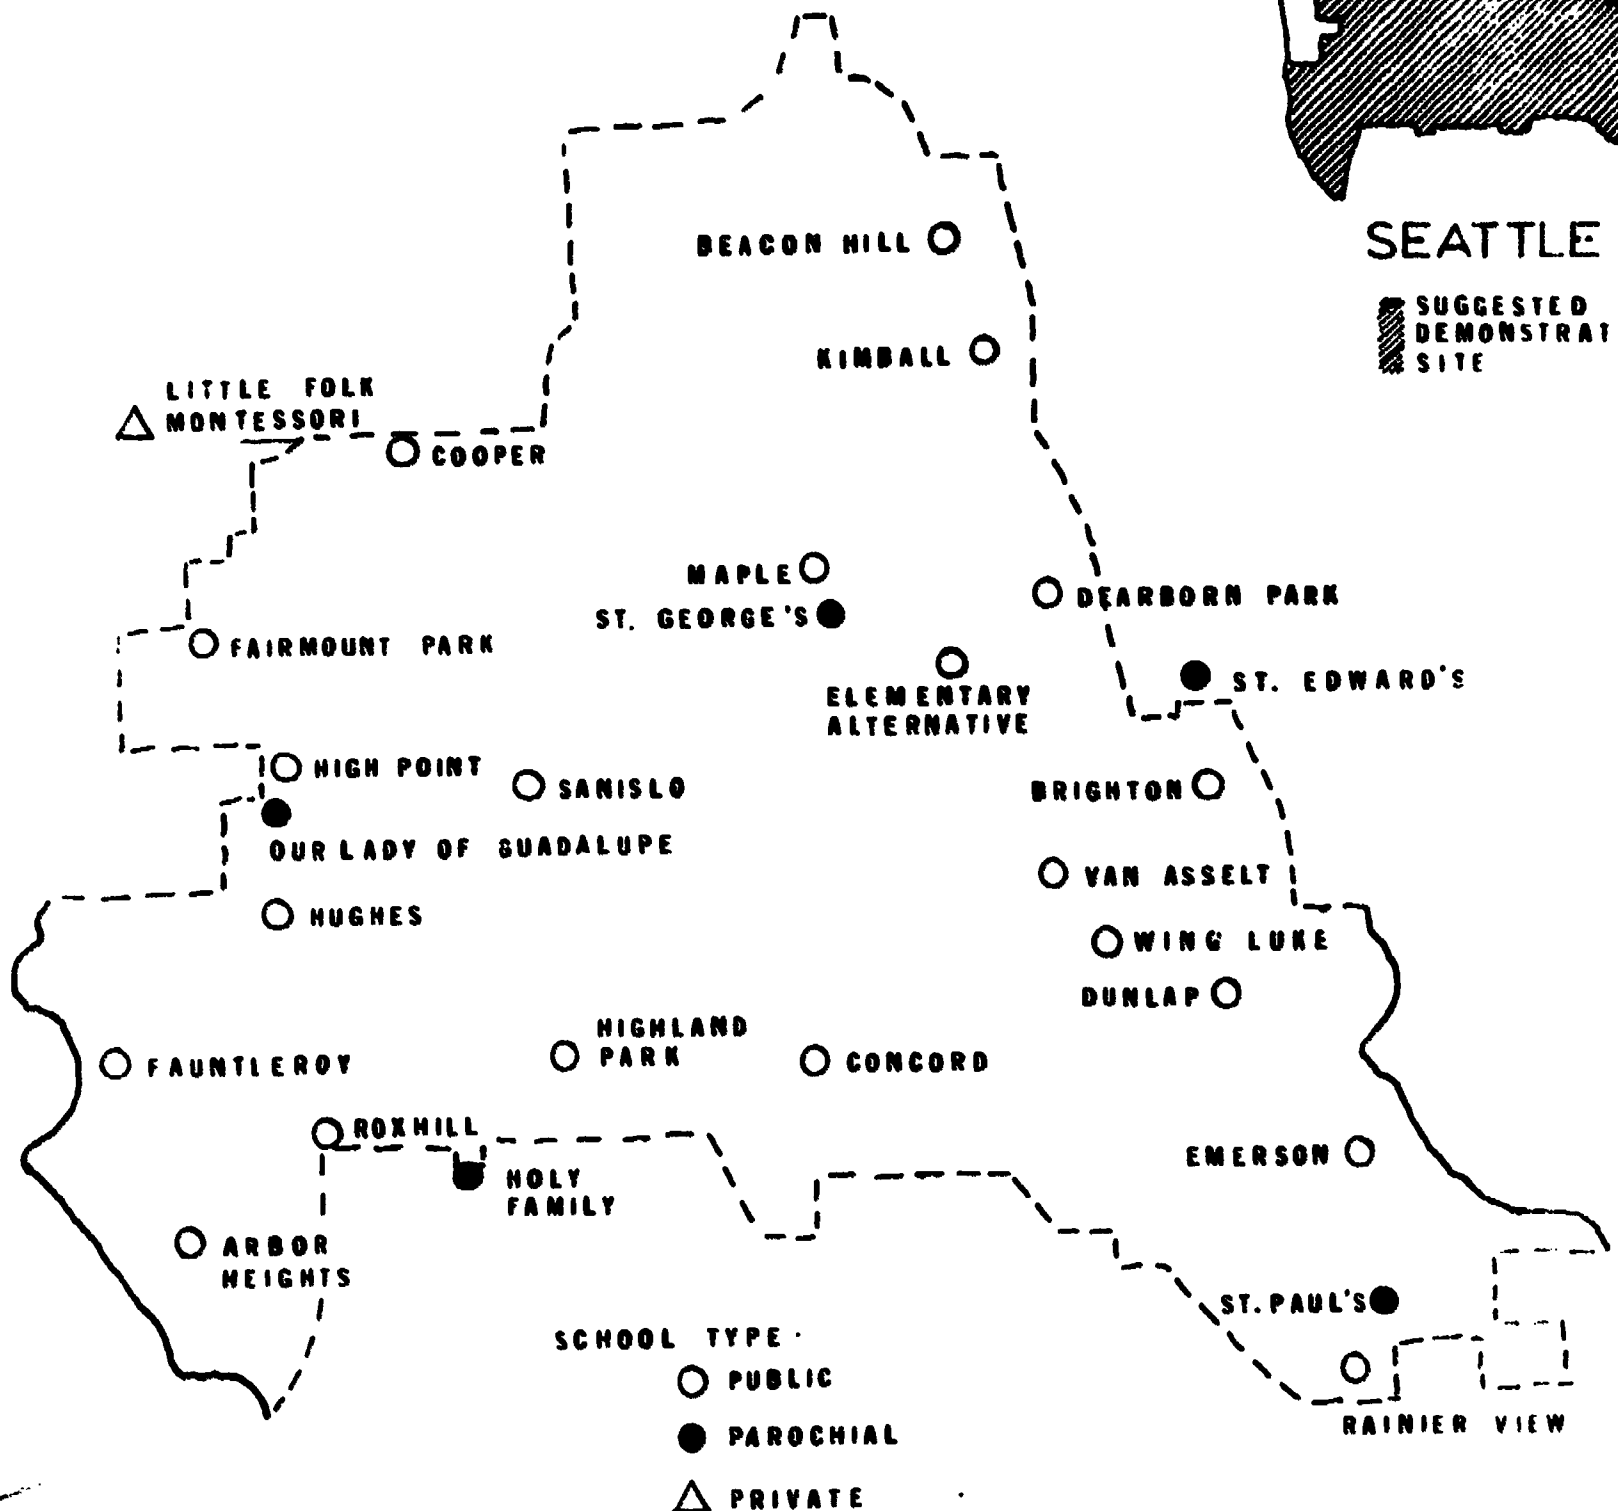 SEATTLE
SUGGESTED
DEMONSTRAT
SITE
BEACON HILL
KIMBALL
LITTLE FOLK
MONTESSORI
COOPER
MAPLE
ST. GEORGE'S
DEARBORN PARK
FAIRMOUNT PARK
ELEMENTARY
ALTERNATIVE
ST. EDWARD'S
HIGH POINT
SANISLO
BRIGHTON
OUR LADY OF GUADALUPE
VAN ASSELT
HUGHES
WING LUKE
DUNLAP
HIGHLAND
PARK
FAUNTLEROY
CONCORD
ROXHILL
EMERSON
HOLY
FAMILY
ARBOR
HEIGHTS
ST. PAUL'S
RAINIER VIEW
SCHOOL TYPE
PUBLIC
PAROCHIAL
PRIVATE